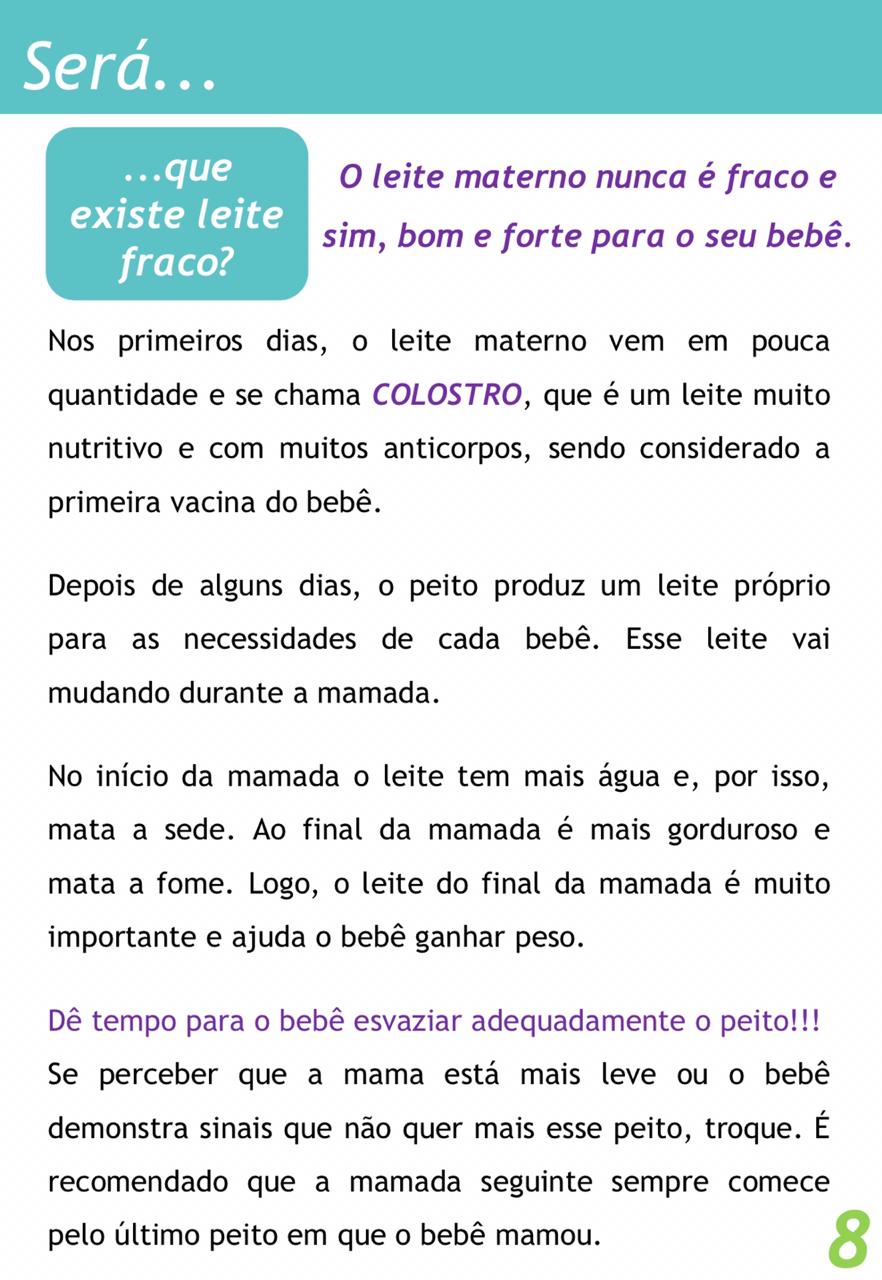 Será...
...que
existe leite
fraco?
O leite materno nunca é fraco e
sim, bom e forte para o seu bebê.
Nos primeiros dias, o leite materno vem em pouca
quantidade e se chama COLOSTRO, que é um leite muito
nutritivo e com muitos anticorpos, sendo considerado a
primeira vacina do bebê.
Depois de alguns dias, o peito produz um leite próprio
para as necessidades de cada bebê. Esse leite vai
mudando durante a mamada.
No início da mamada o leite tem mais água e, por isso,
mata a sede. Ao final da mamada é mais gorduroso e
mata a fome. Logo, o leite do final da mamada é muito
importante e ajuda o bebê ganhar peso.
Dê tempo para o bebê esvaziar adequadamente o peito!!!
Se perceber que a mama está mais leve ou o bebê
demonstra sinais que não quer mais esse peito, troque. É
recomendado que a mamada seguinte sempre comece
pelo último peito em que o bebê mamou.
8